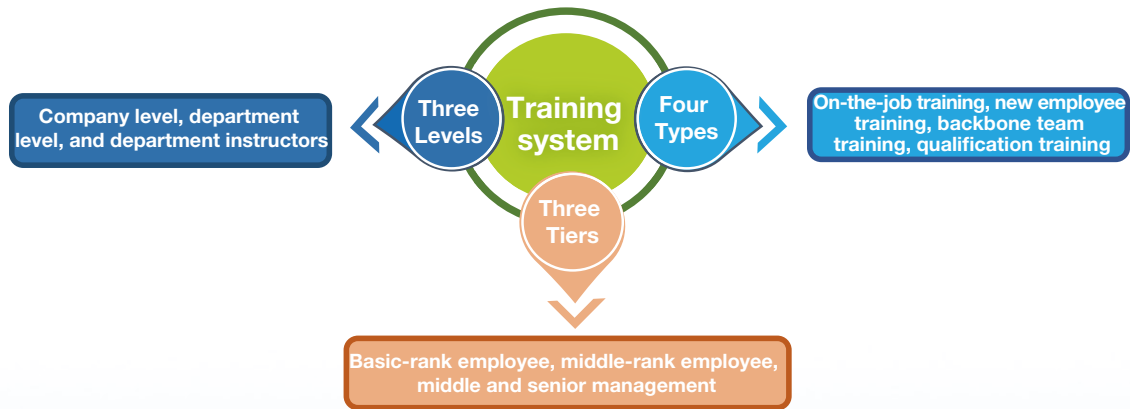 Training
system
Three
Levels
Company level, department
level, and department instructors
Four
Types
On-the-job training, new employee
training, backbone team
training, qualification training
Three
Tiers
Basic-rank employee, middle-rank employee,
middle and senior management